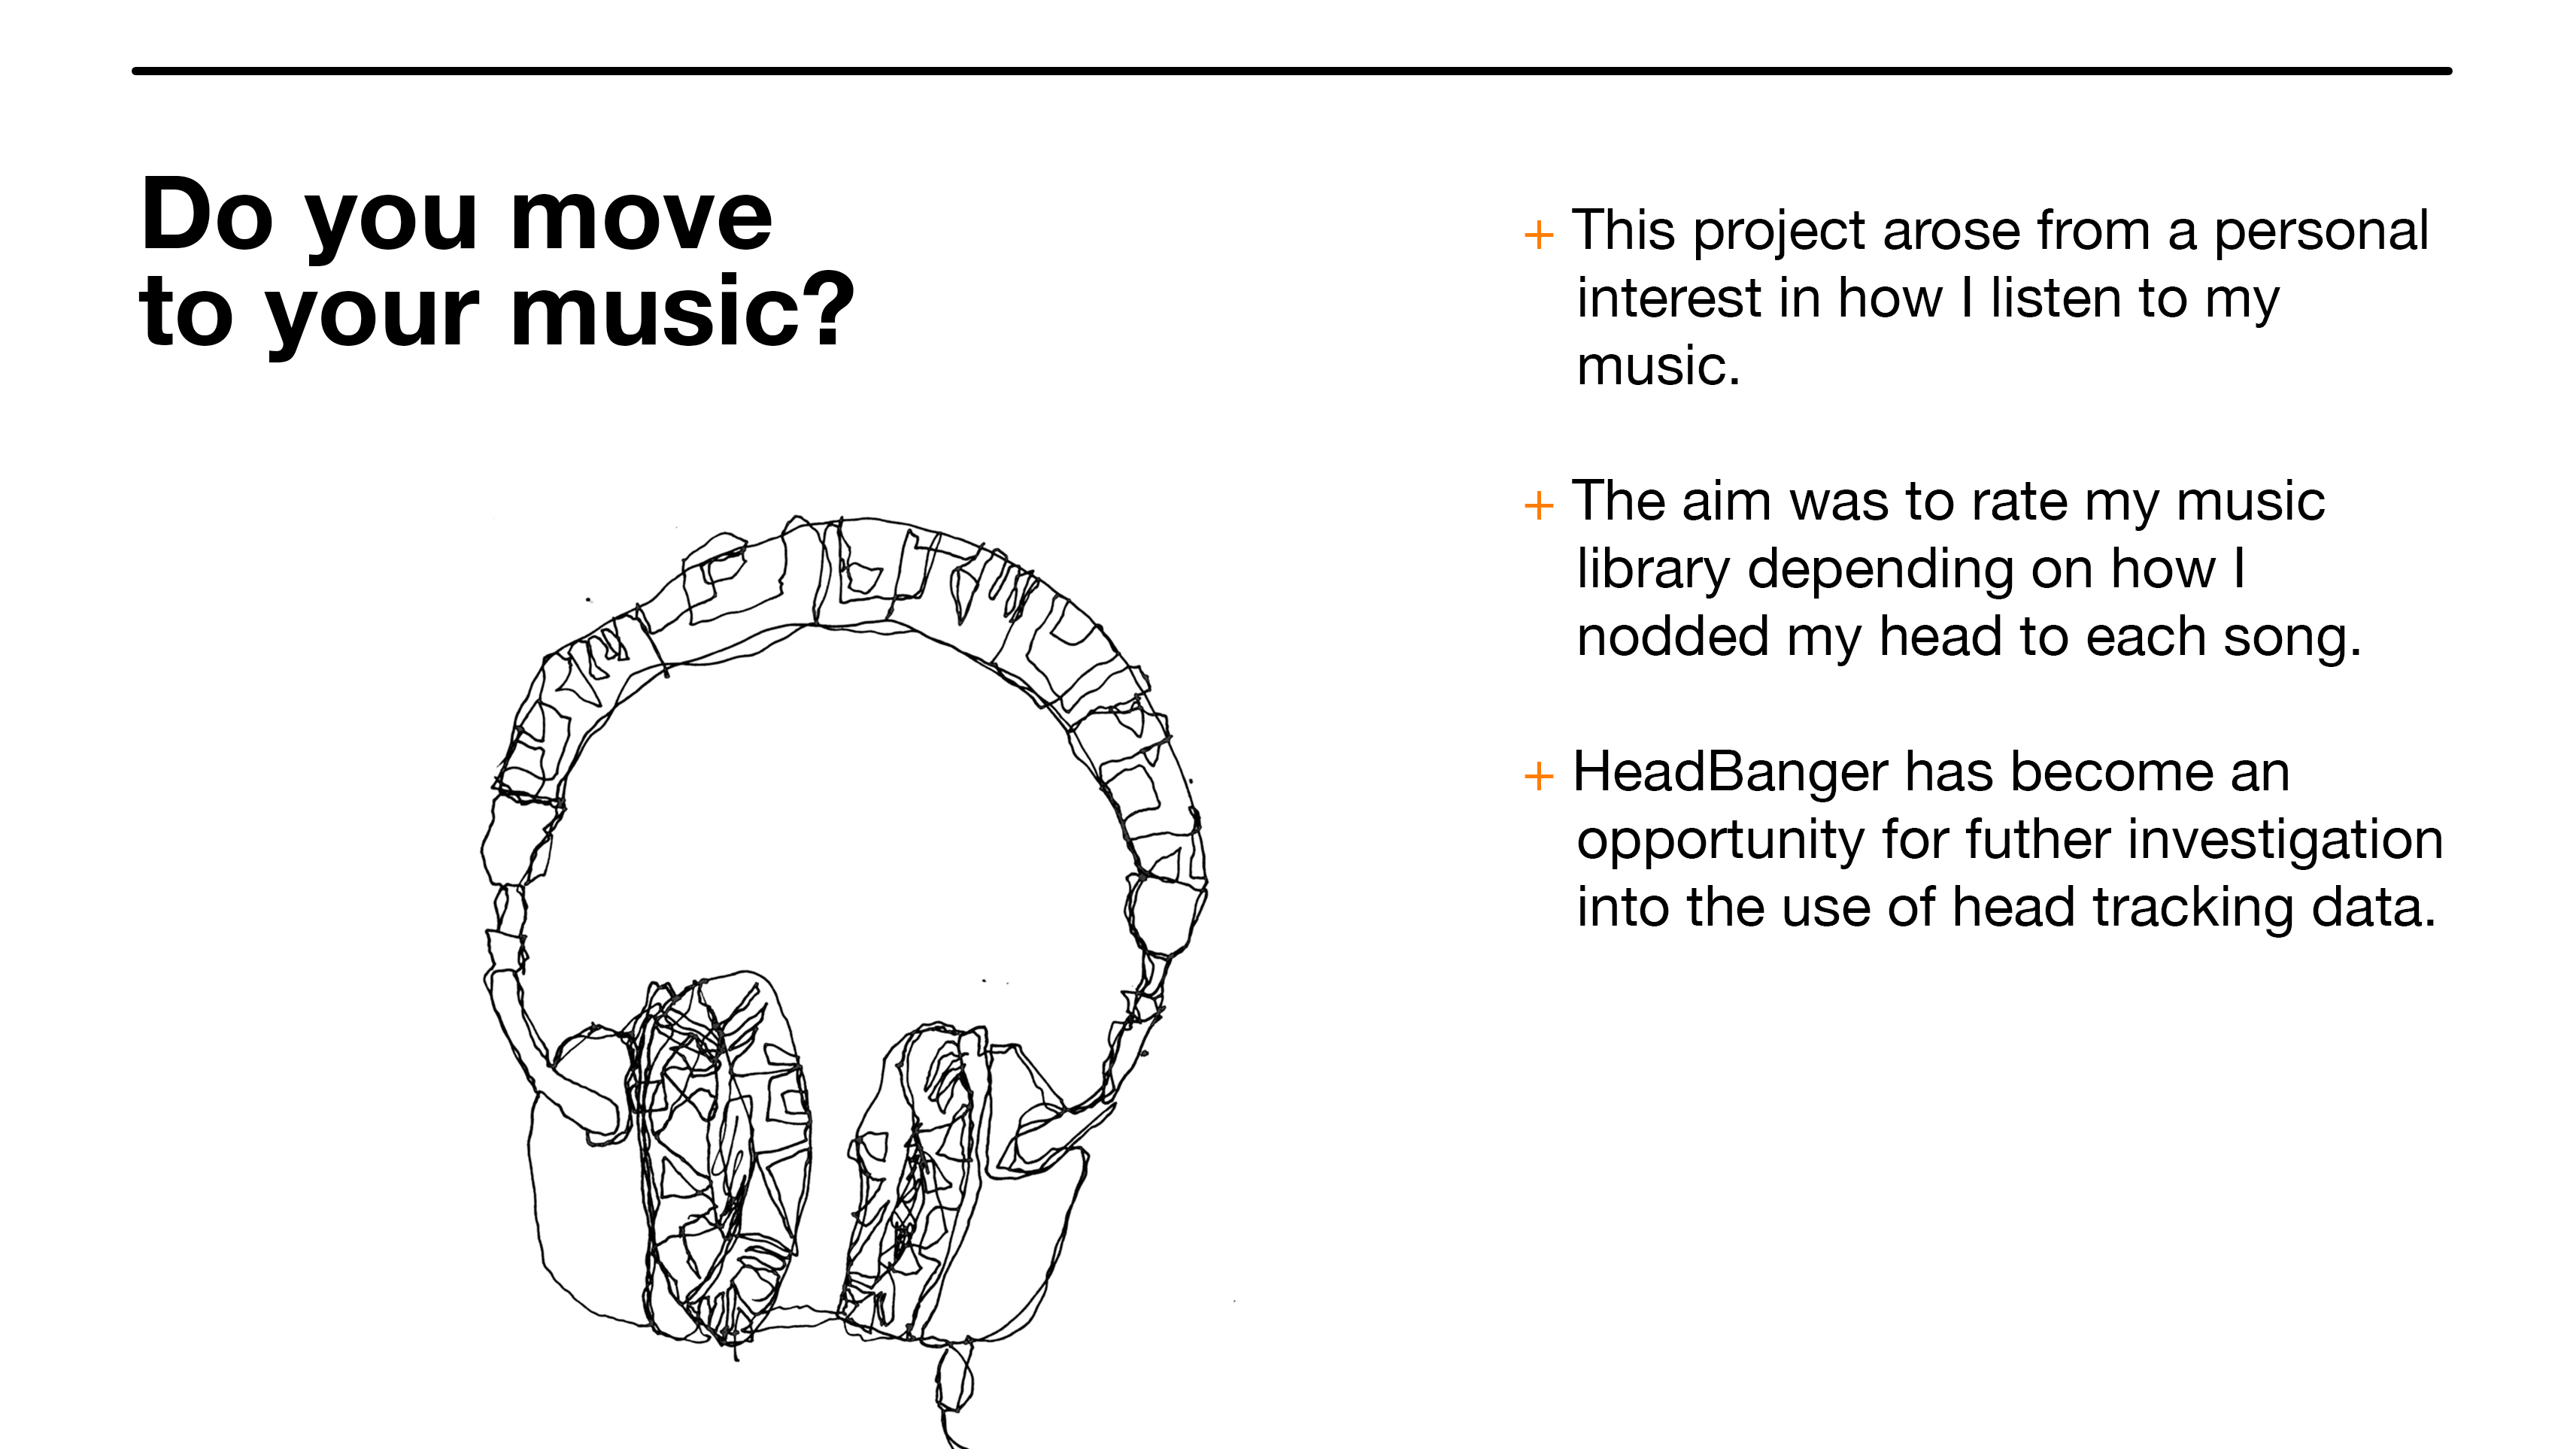 Do you move
to your music?
+ This project arose from a personal
interest in how I listen to my
music.
+ The aim was to rate my music
library depending on how I
nodded my head to each song.
+ HeadBanger has become an
opportunity for futher investigation
into the use of head tracking data.